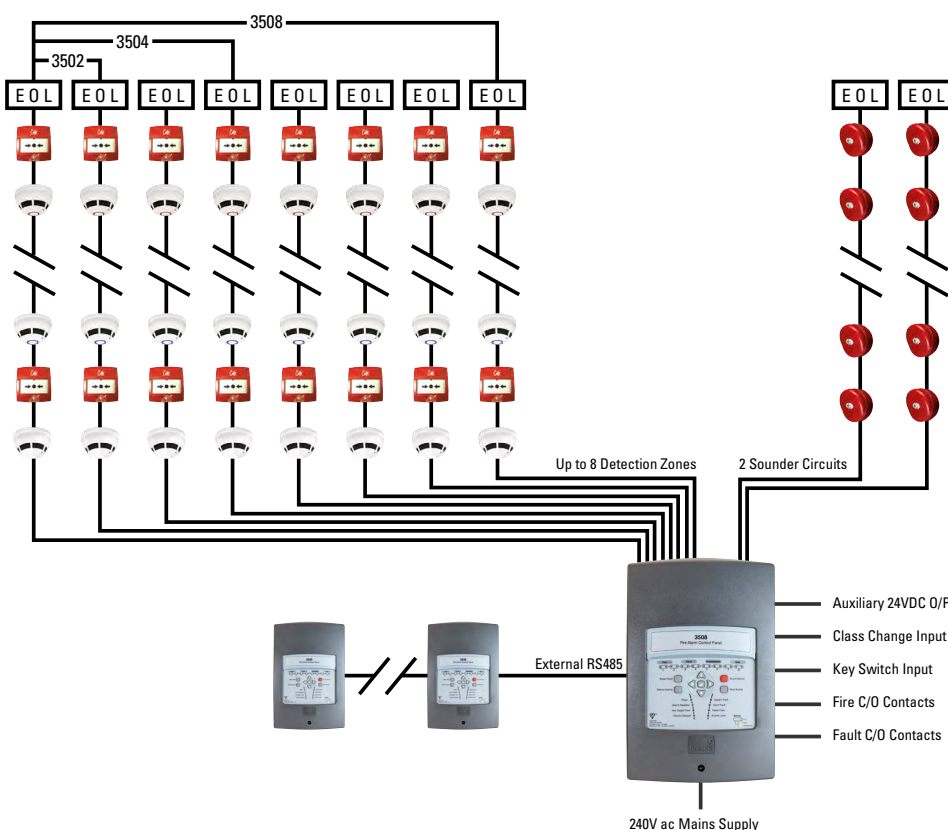 3508
3504
3502
EOL EOL EOL EOL EOL EOL EOL EOL EOL EOL
Up to 8 Detection Zones
2 Sounder Circuits
3508
Fire Alarm Control Panel
External RS485
Auxiliary 24VDC O/P
Class Change Input
Key Switch Input
Fire C/O Contacts
Fault C/O Contacts
240V ac Mains Supply